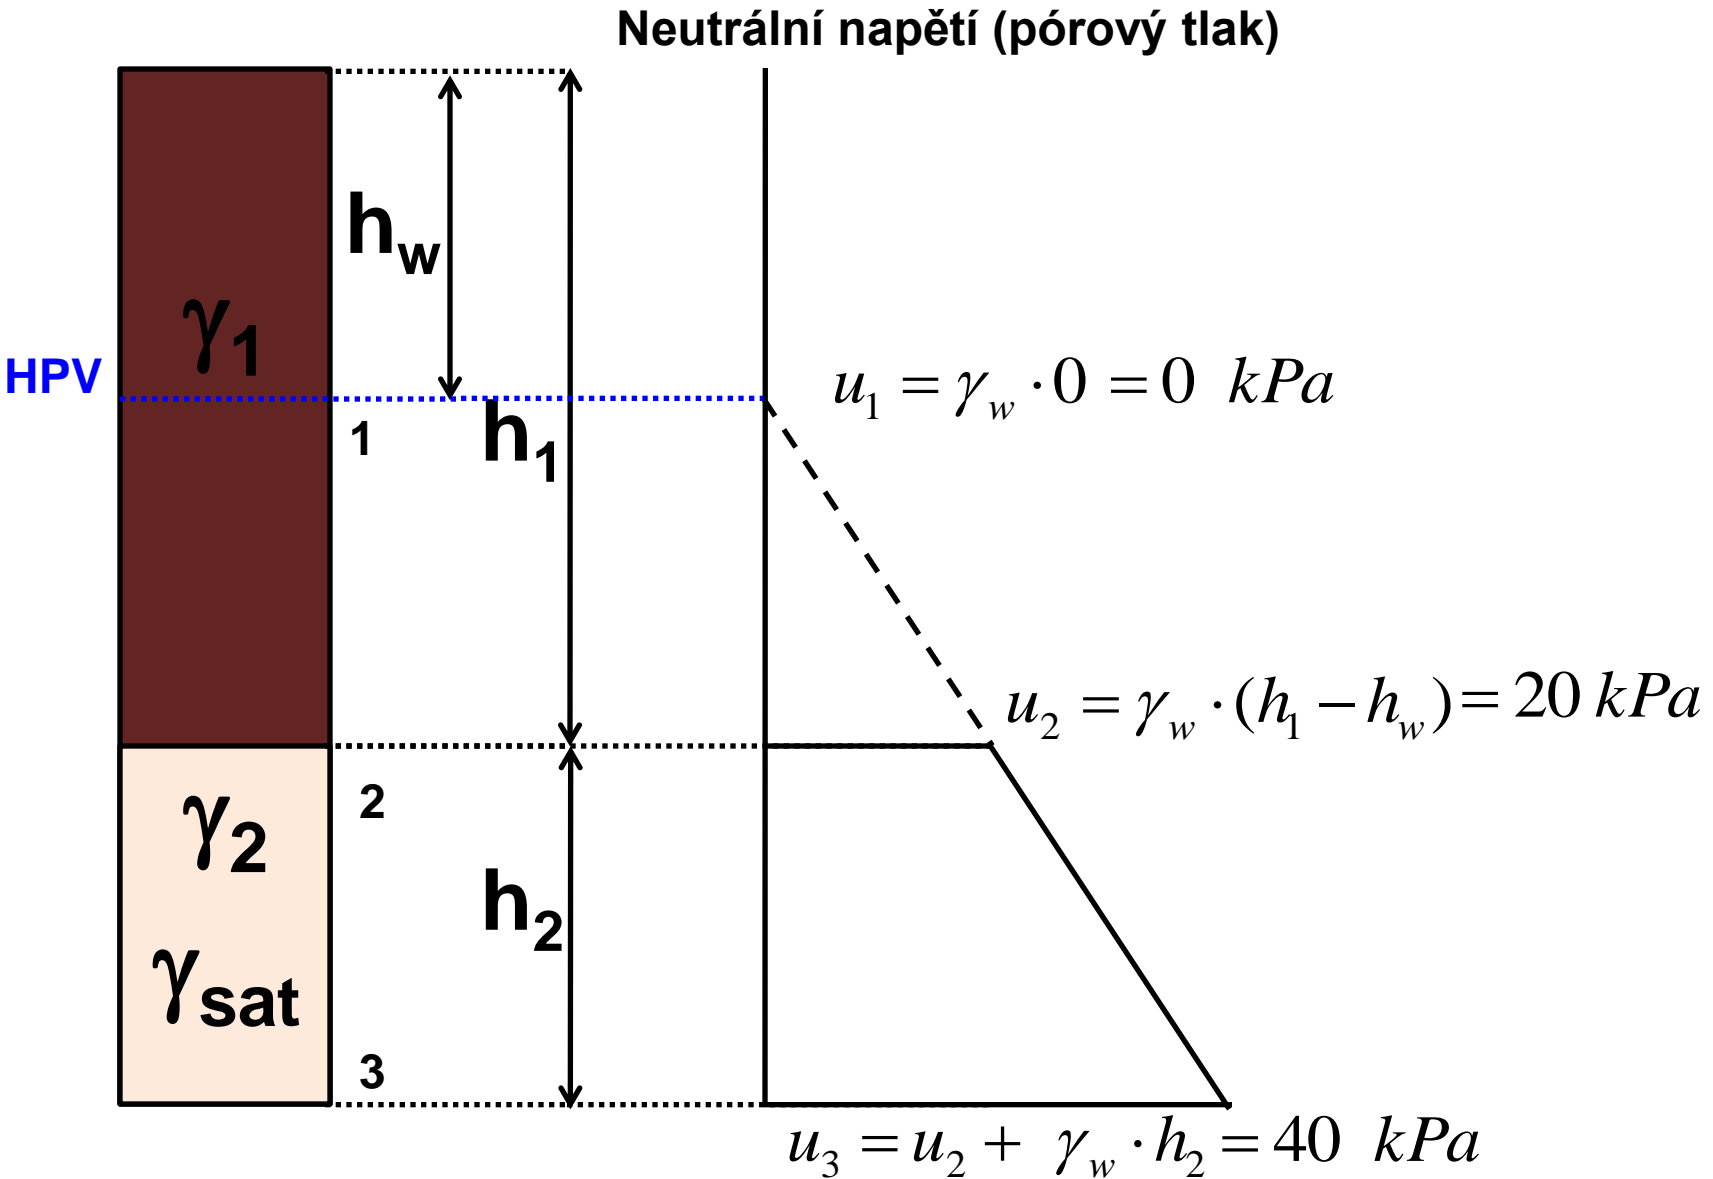 Neutrální napětí (pórový tlak)
h_w
γ_1
HPV
u_1 = γ_w · 0 = 0 kPa
1
h_1
u_2 = γ_w · (h_1 − h_w) = 20 kPa
2
γ_2
h_2
γ_sat
3
u_3 = u_2 + γ_w · h_2 = 40 kPa